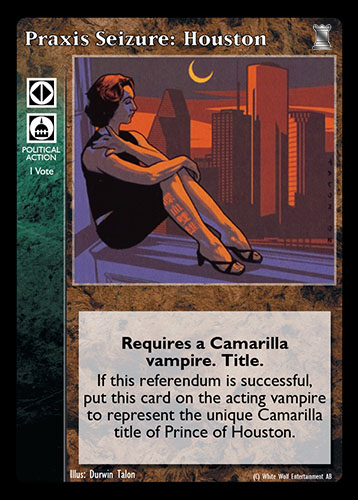 Praxis Seizure: Houston
POLITICAL
ACTION
1 Vote
Requires a Camarilla
vampire. Title.
If this referendum is successful,
put this card on the acting vampire
to represent the unique Camarilla
title of Prince of Houston.
Illus: Durwin Talon
(C) White Wolf Entertainment AB